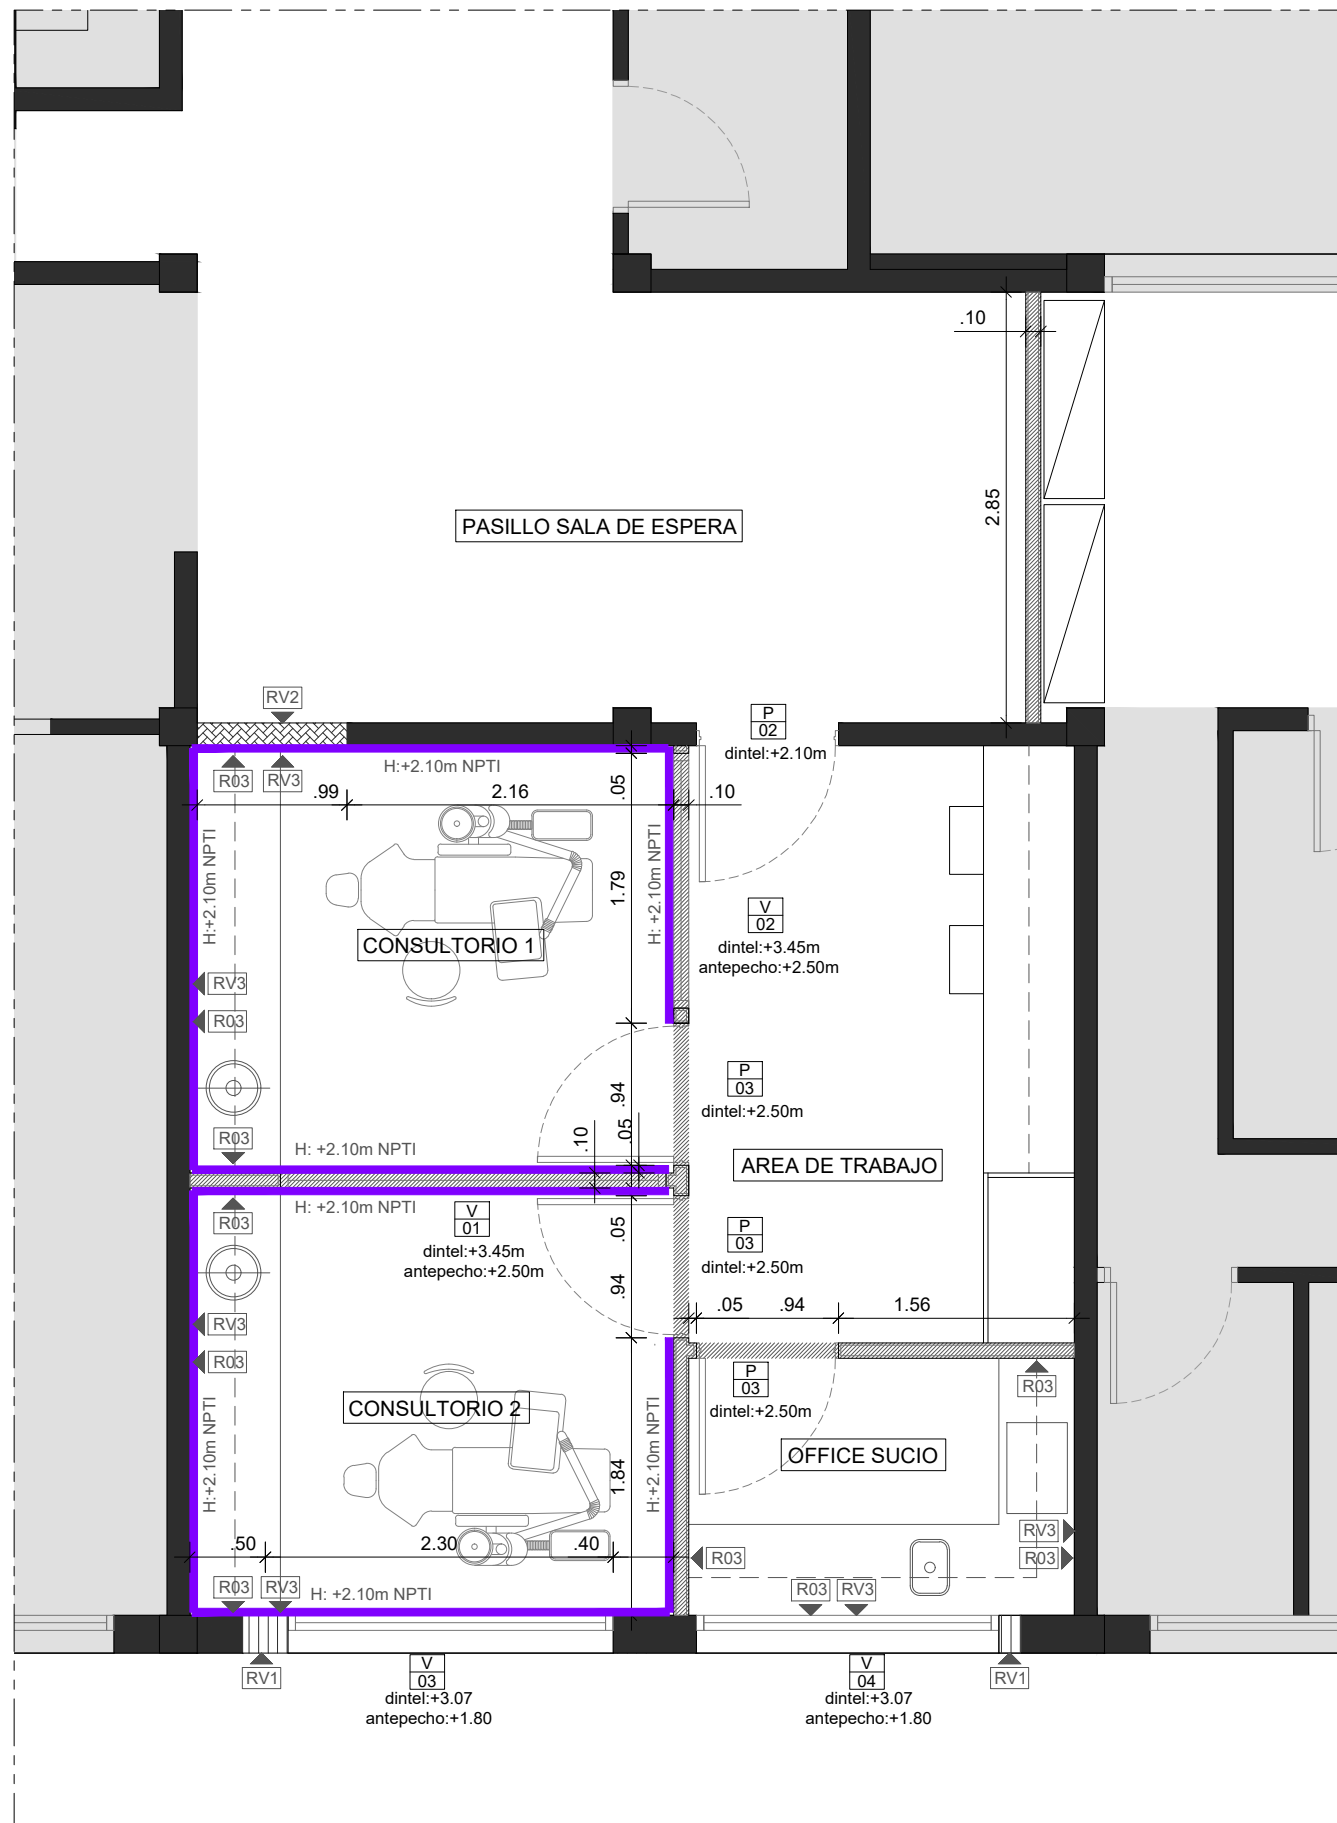 .10
2.85
PASILLO SALA DE ESPERA
RV2
P
02
dintel:+2.10m
H:+2.10m NPTI
R03
RV3
.99
2.16
.05
.10
H:+2.10m NPTI
H: +2.10m NPTI
1.79
V
02
dintel:+3.45m
antepecho:+2.50m
CONSULTORIO 1
RV3
R03
P
03
dintel:+2.50m
.94
.10
.05
R03
H: +2.10m NPTI
AREA DE TRABAJO
H: +2.10m NPTI
R03
V
01
dintel:+3.45m
antepecho:+2.50m
.05
P
03
dintel:+2.50m
.94
.05
.94
1.56
RV3
R03
P
03
dintel:+2.50m
R03
CONSULTORIO 2
H:+2.10m NPTI
H:+2.10m NPTI
OFFICE SUCIO
1.84
RV3
R03
.50
2.30
.40
R03
R03
RV3
H: +2.10m NPTI
R03
RV3
RV1
V
03
dintel:+3.07
antepecho:+1.80
V
04
dintel:+3.07
antepecho:+1.80
RV1